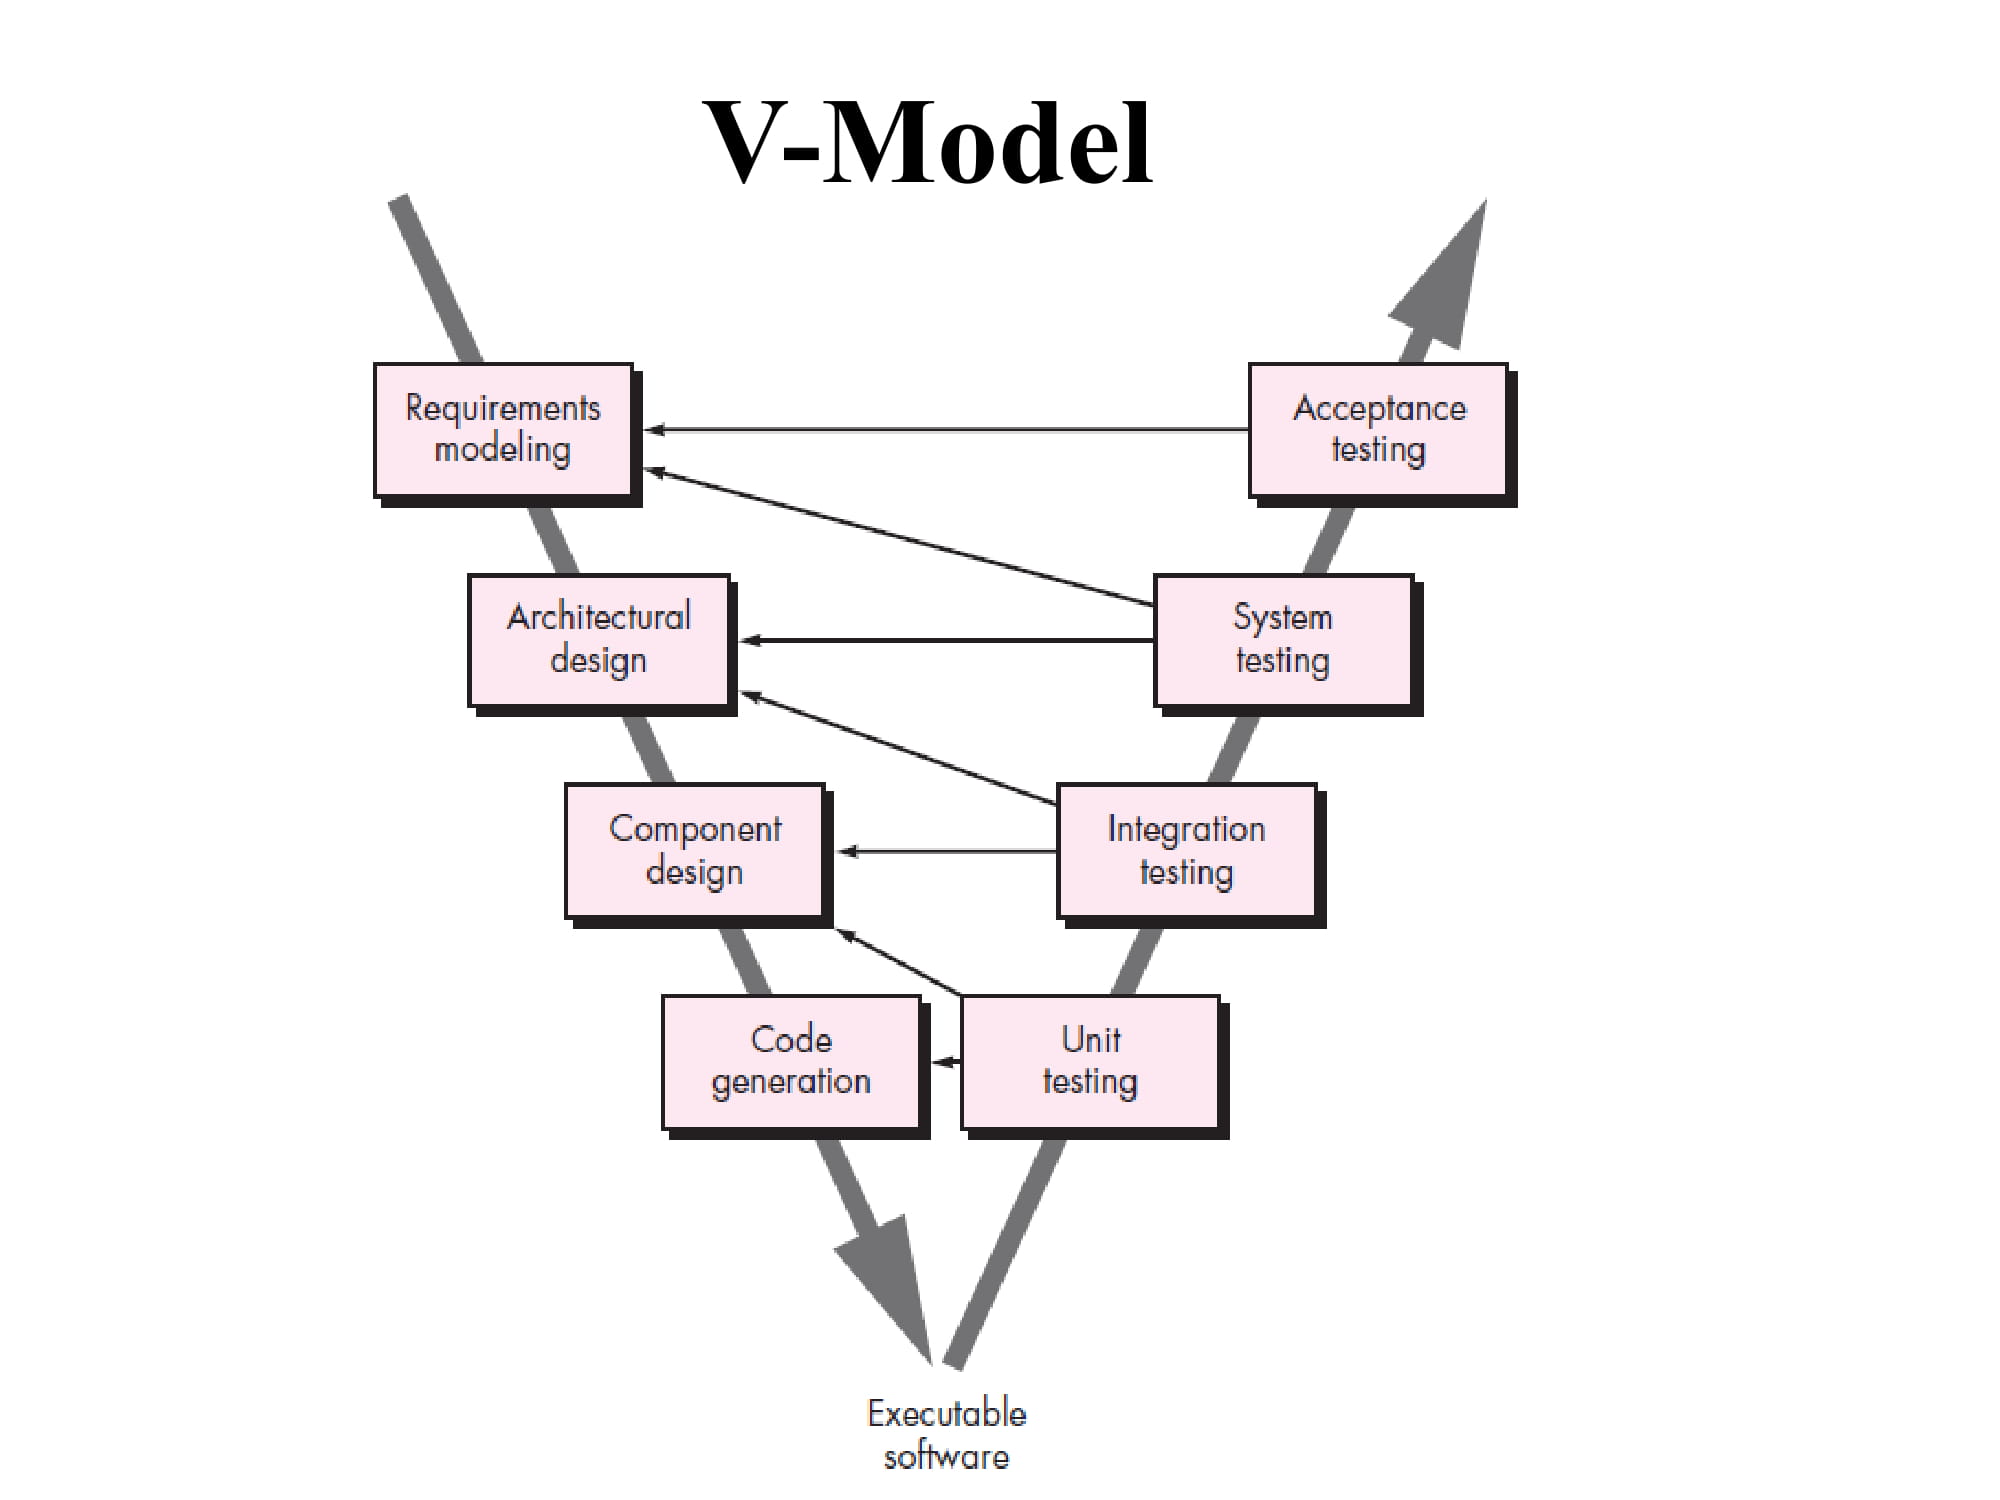 V-Model
Requirements
modeling
Acceptance
testing
Architectural
design
System
testing
Component
design
Integration
testing
Code
generation
Unit
testing
Executable
software